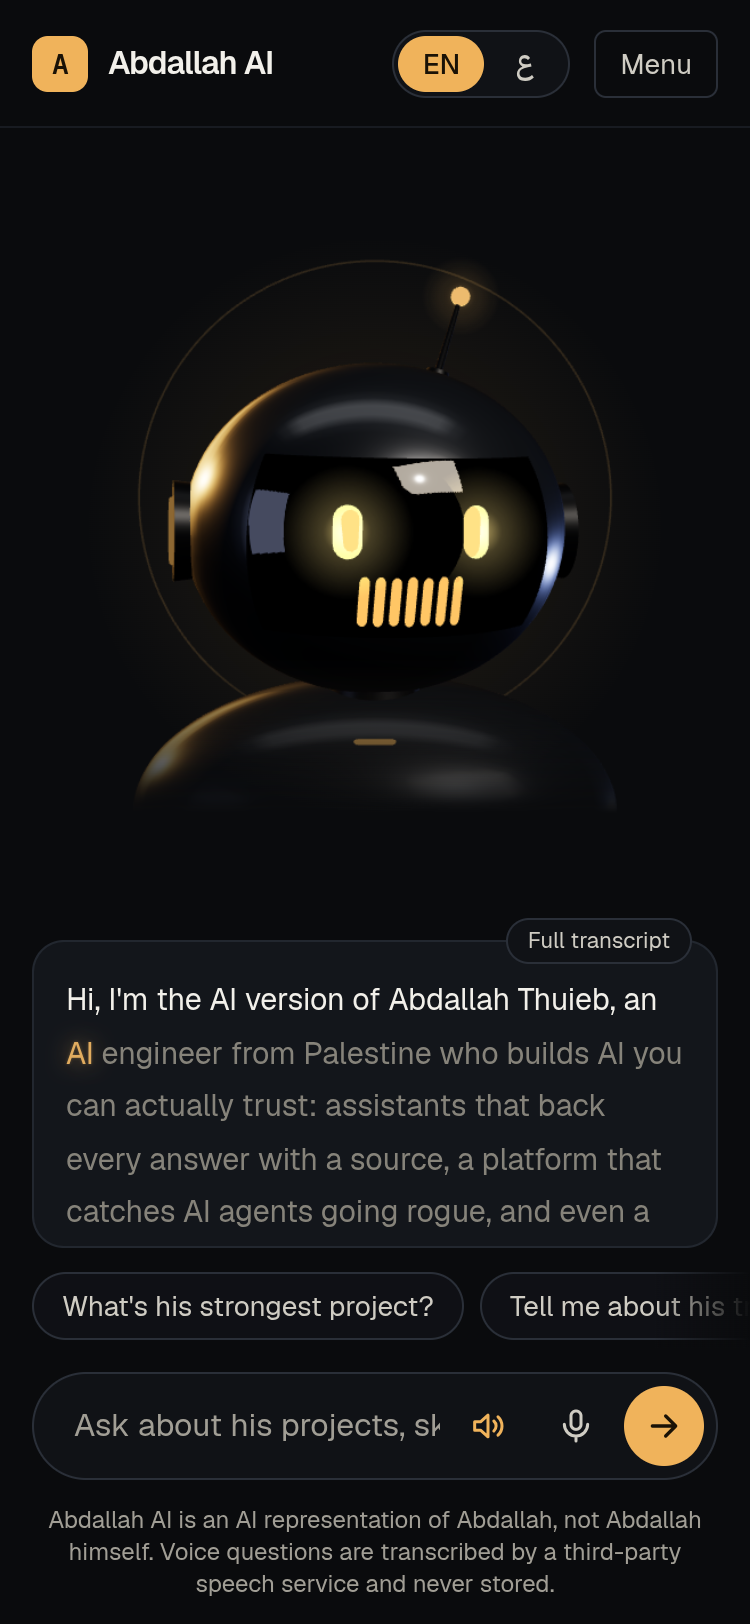 A
Abdallah AI
EN
ع
Menu
Full transcript
Hi, I'm the AI version of Abdallah Thuieb, an
AI engineer from Palestine who builds AI you
can actually trust: assistants that back
every answer with a source, a platform that
catches AI agents going rogue, and even a
What's his strongest project?
Tell me about his t
Ask about his projects, sk
Abdallah AI is an AI representation of Abdallah, not Abdallah
himself. Voice questions are transcribed by a third-party
speech service and never stored.